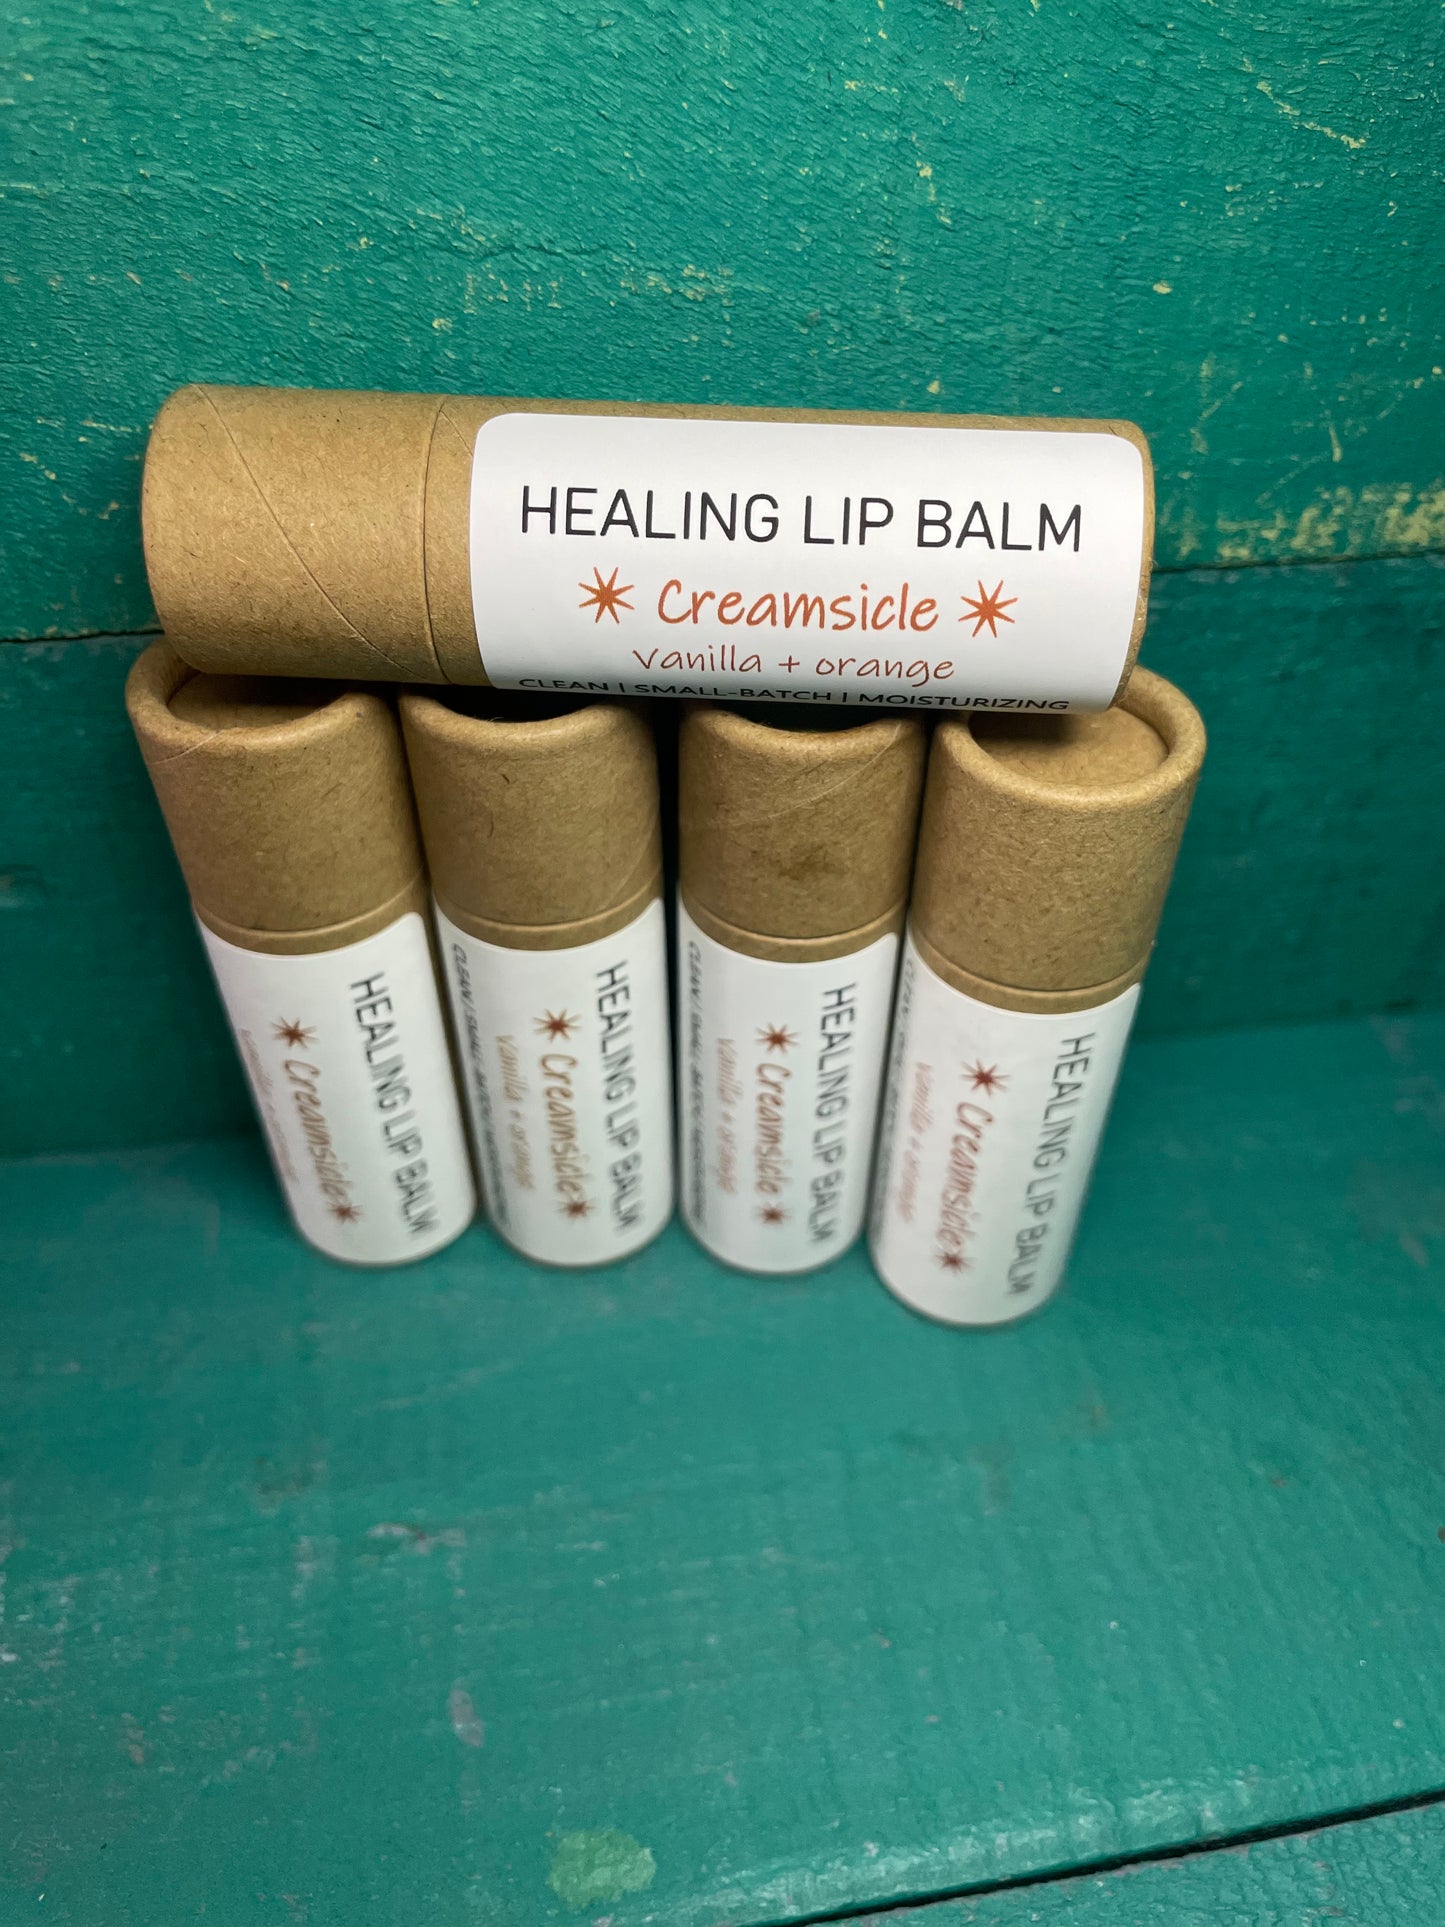 HEALING LIP BALM
Creamsicle
vanilla + orange
CLEAN | SMALL-BATCH | MOISTURIZING
HEALING LIP BALM
Creamsicle
HEALING LIP BALM
Creamsicle
vanilla + orange
HEALING LIP BALM
Creamsicle
vanilla + orange
HEALING LIP BALM
Creamsicle
vanilla + orange